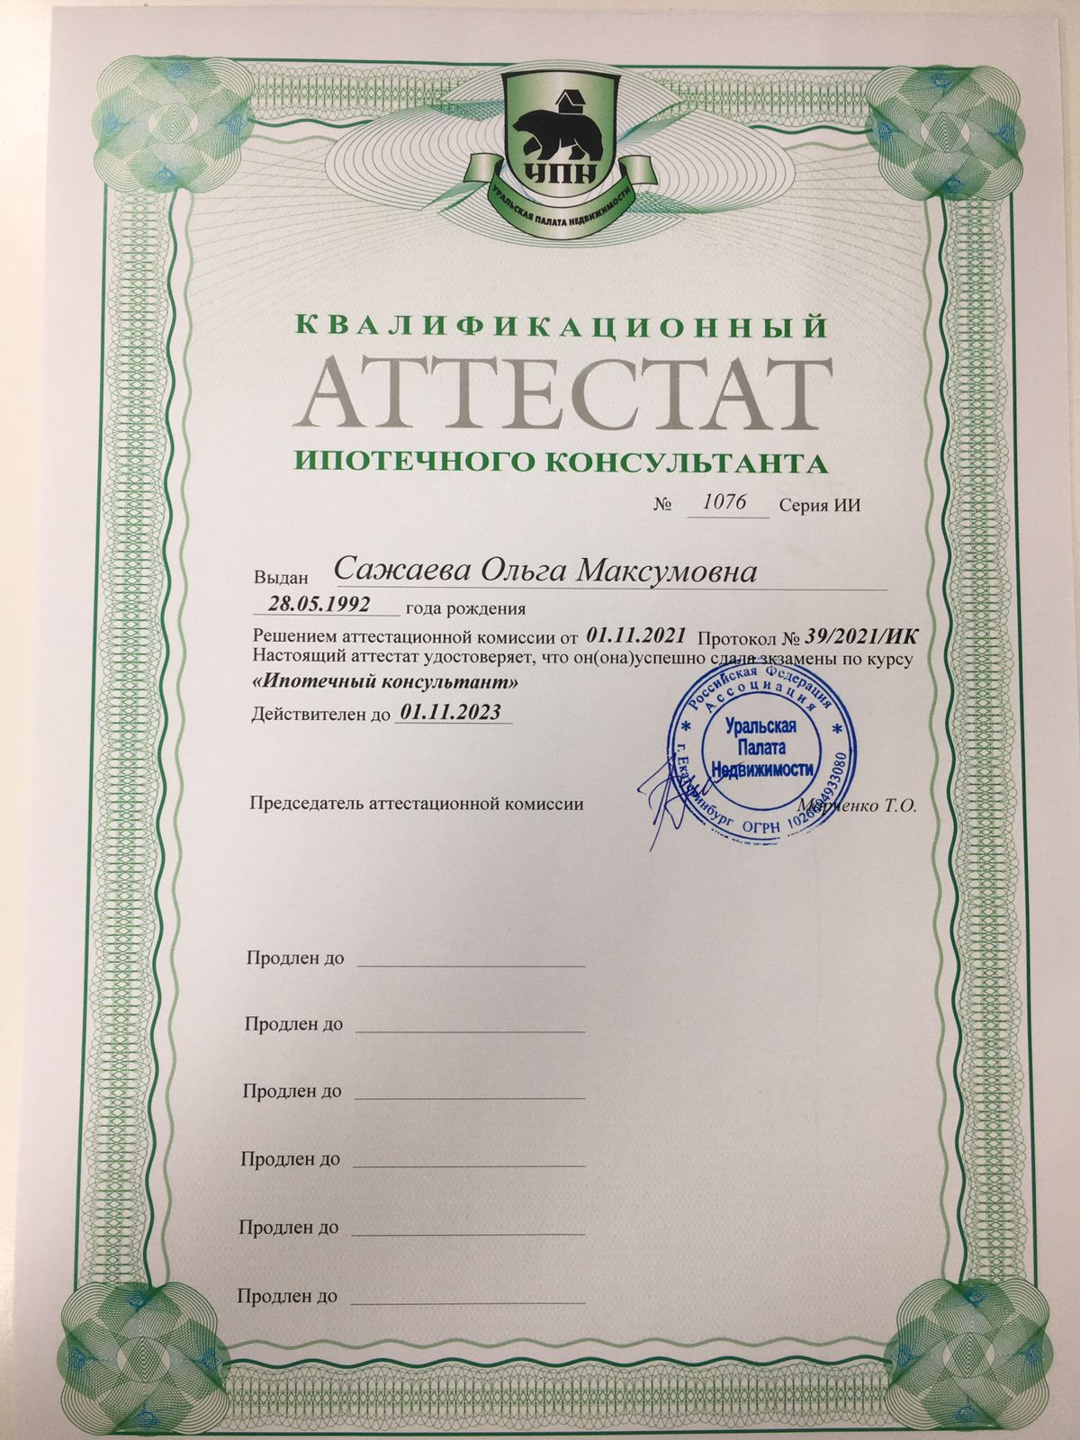 УПН
УРАЛЬСКАЯ ПАЛАТА НЕДВИЖИМОСТИ
КВАЛИФИКАЦИОННЫЙ
АТТЕСТАТ
ИПОТЕЧНОГО КОНСУЛЬТАНТА
№ 1076 Серия ИИ
Выдан Сажаева Ольга Максумовна
28.05.1992 года рождения
Решением аттестационной комиссии от 01.11.2021 Протокол № 39/2021/ИК
Настоящий аттестат удостоверяет, что он(она)успешно сдала экзамены по курсу
«Ипотечный консультант»
Действителен до 01.11.2023
* Российская Федерация *
Ассоциация
Уральская
Палата
Недвижимости
г. Екатеринбург ОГРН
Председатель аттестационной комиссии Марченко Т.О.
Продлен до
Продлен до
Продлен до
Продлен до
Продлен до
Продлен до